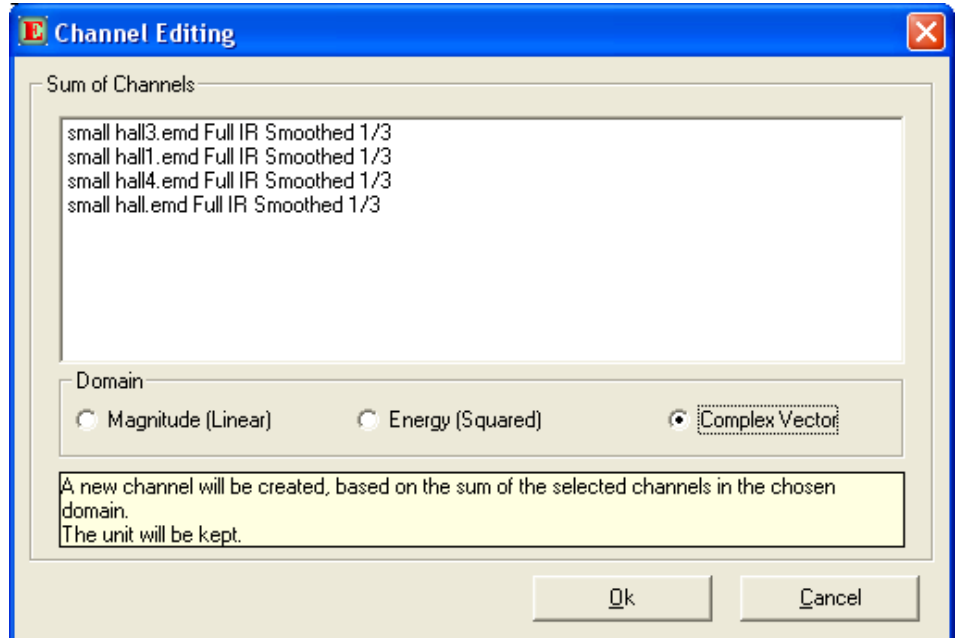 E Channel Editing
Sum of Channels
small hall3.emd Full IR Smoothed 1/3
small hall1.emd Full IR Smoothed 1/3
small hall4.emd Full IR Smoothed 1/3
small hall.emd Full IR Smoothed 1/3
Domain
Magnitude (Linear) Energy (Squared) Complex Vector
A new channel will be created, based on the sum of the selected channels in the chosen
domain.
The unit will be kept.
Ok Cancel